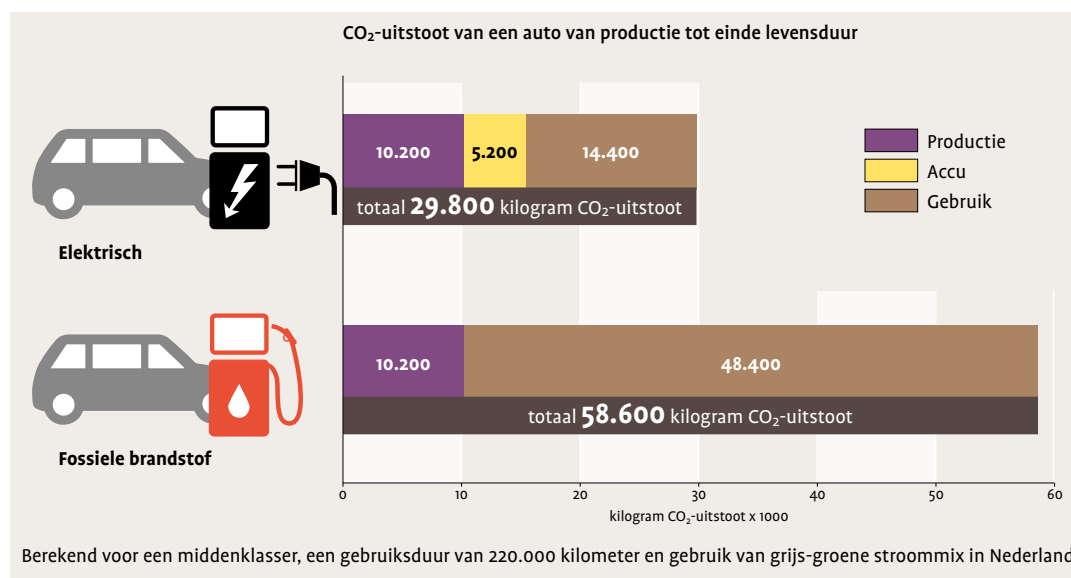 CO₂-uitstoot van een auto van productie tot einde levensduur
10.200 5.200 14.400
totaal 29.800 kilogram CO₂-uitstoot
Productie
Accu
Gebruik
Elektrisch
10.200 48.400
totaal 58.600 kilogram CO₂-uitstoot
Fossiele brandstof
0 10 20 30 40 50 60
kilogram CO₂-uitstoot x 1000
Berekend voor een middenklasser, een gebruiksduur van 220.000 kilometer en gebruik van grijs-groene stroommix in Nederland